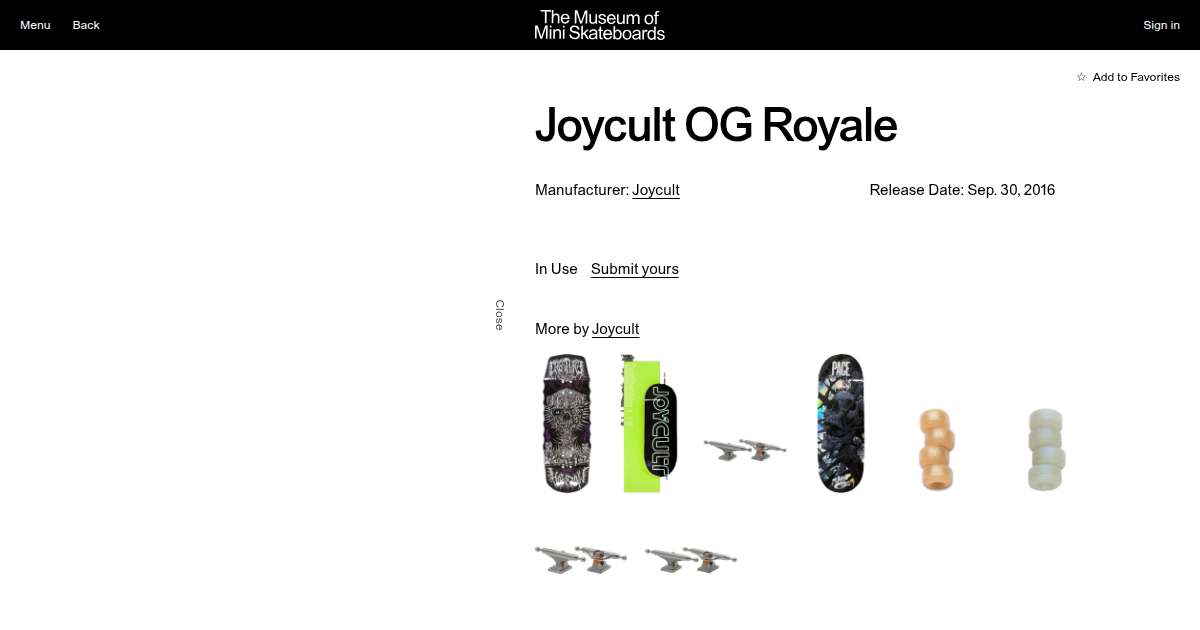 Menu
Back
The Museum of
Mini Skateboards
Sign in
☆ Add to Favorites
Joycult OG Royale
Manufacturer: Joycult
Release Date: Sep. 30, 2016
In Use
Submit yours
Close
More by Joycult
CREATURE
JOYCULT
PACE